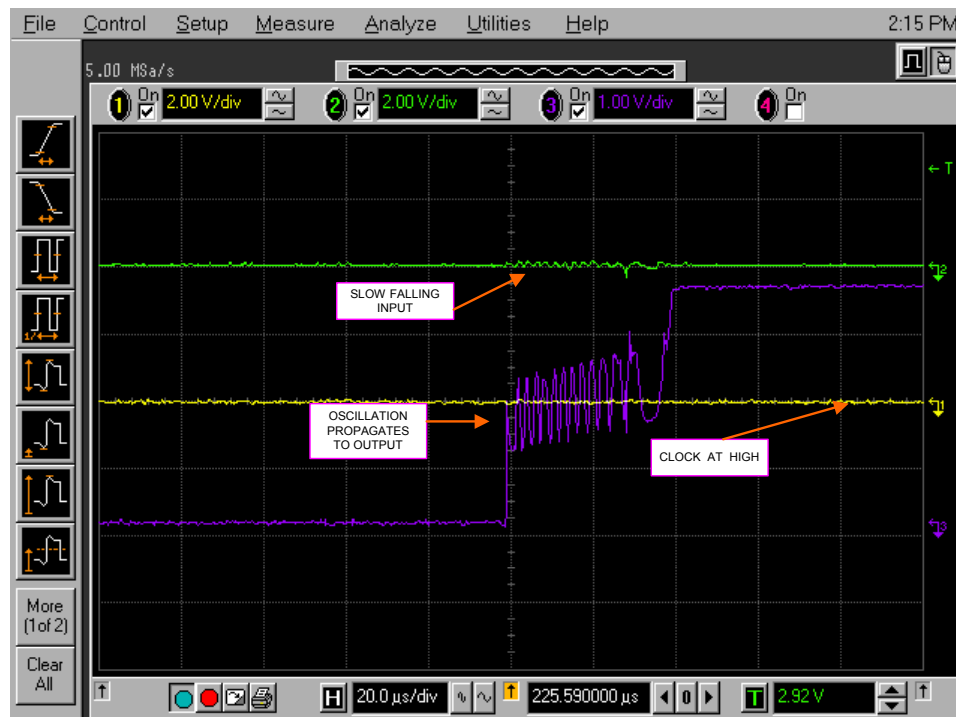 File Control Setup Measure Analyze Utilities Help 2:15 PM
5.00 MSa/s
1 On 2.00 V/div 2 On 2.00 V/div 3 On 1.00 V/div 4 On
T
2
SLOW FALLING
INPUT
1
OSCILLATION
PROPAGATES
TO OUTPUT
CLOCK AT HIGH
3
1/
More
(1of 2)
Clear
All
H 20.0 µs/div T 225.590000 µs 0 T 2.92 V